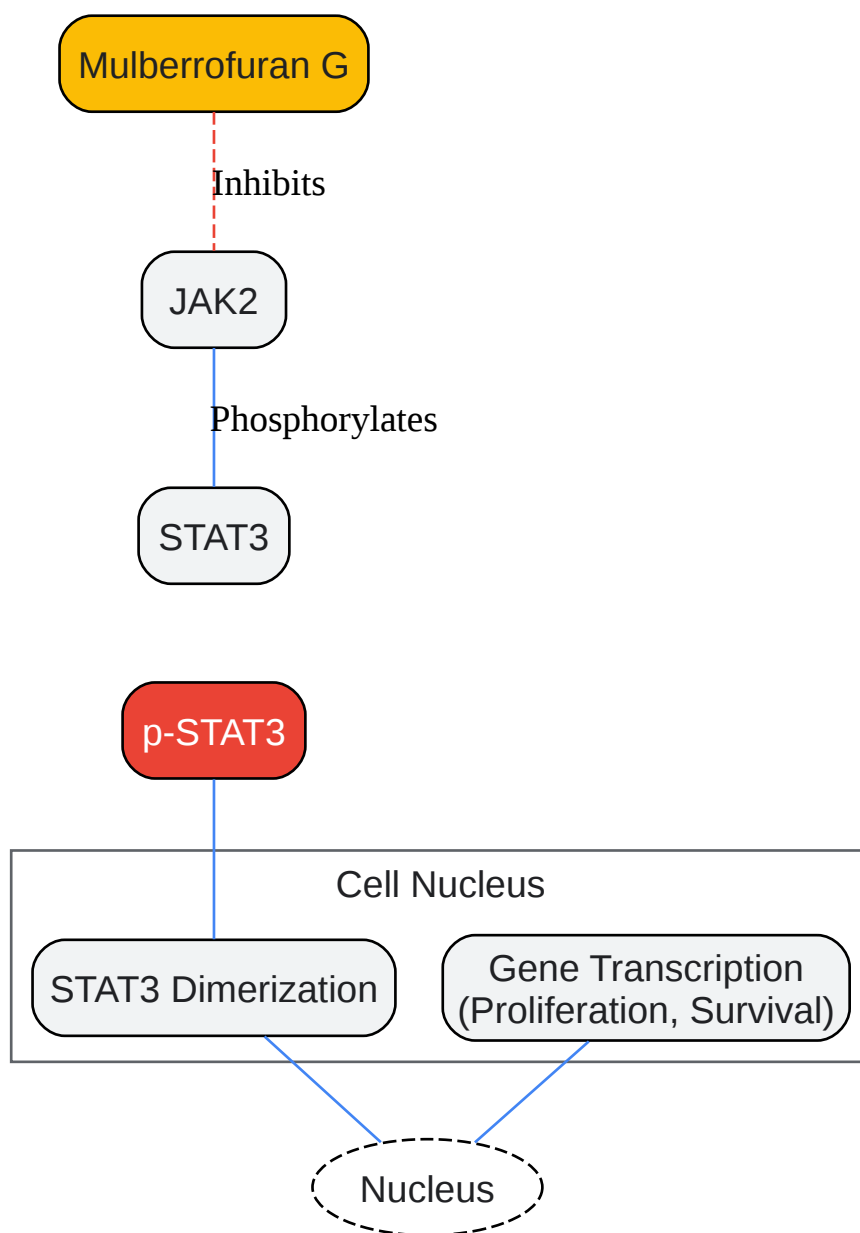 Mulberrofuran G
Inhibits
JAK2
Phosphorylates
STAT3
p-STAT3
Cell Nucleus
STAT3 Dimerization
Gene Transcription
(Proliferation, Survival)
Nucleus